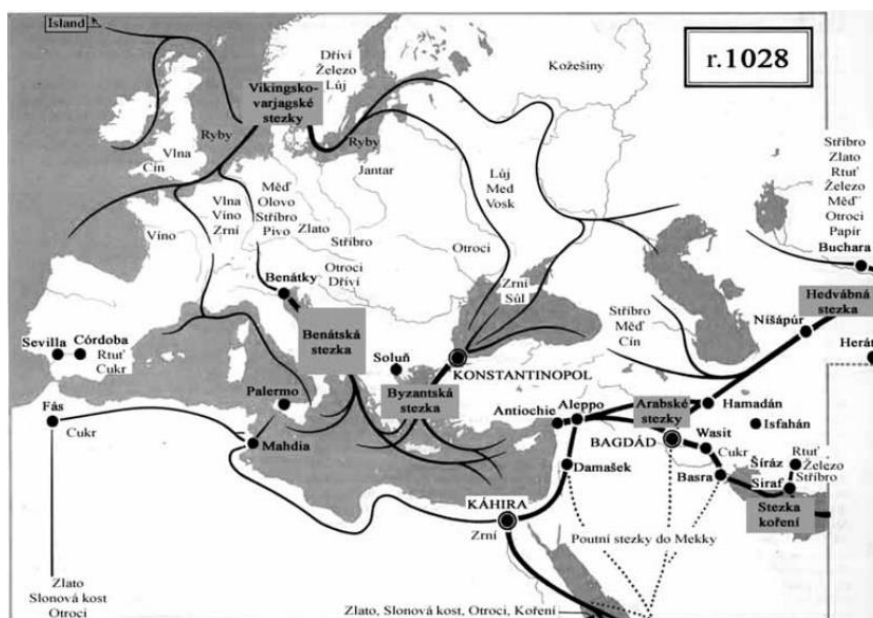 Island
r.1028
Dříví
Železo
Lůj
Kožešiny
Vikingsko-
varjagské
stezky
Ryby
Ryby
Vlna
Cín
Jantar
Lůj
Med
Vosk
Stříbro
Zlato
Rtuť
Železo
Měď
Otroci
Papír
Buchara
Měď
Olovo
Stříbro
Pivo
Vlna
Víno
Zrní
Víno
Zlato
Stříbro
Otroci
Otroci
Dříví
Benátky
Zrní
Sůl
Hedvábná
stezka
Benátská
stezka
Stříbro
Měď
Cín
Níšápúr
Herát
Sevilla
Córdoba
Rtuť
Cukr
Soluň
KONSTANTINOPOL
Palermo
Byzantská
stezka
Antiochie
Aleppo
Arabské
stezky
Hamadán
Fás
Cukr
Mahdia
BAGDÁD
Wasit
Isfahán
Cukr
Damašek
Basra
Šíráz
Rtuť
Železo
Stříbro
Siraf
Stezka
koření
KÁHIRA
Zrní
Poutní stezky do Mekky
Zlato
Slonová kost
Otroci
Zlato, Slonová kost, Otroci, Koření